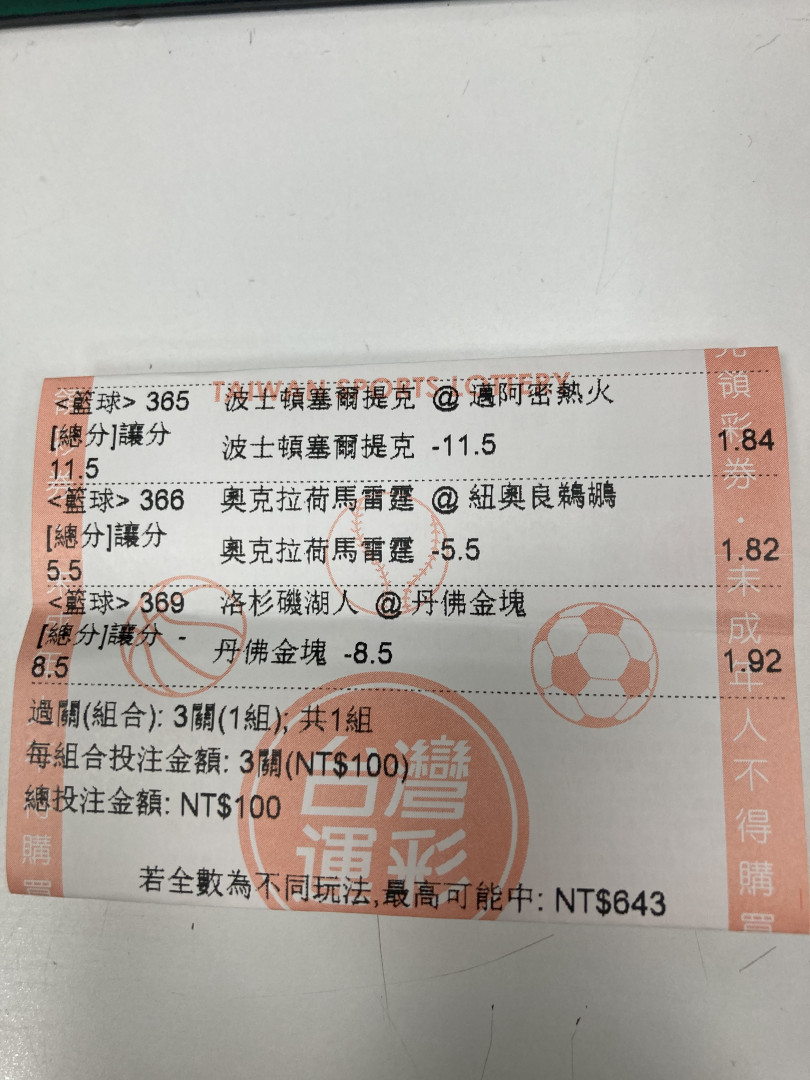 TAIWAN SPORTS LOTTERY
<籃球> 365 波士頓塞爾提克 @ 邁阿密熱火
[總分]讓分
11.5 波士頓塞爾提克 -11.5 1.84
<籃球> 366 奧克拉荷馬雷霆 @ 紐奧良鵜鶘
[總分]讓分
5.5 奧克拉荷馬雷霆 -5.5 1.82
<籃球> 369 洛杉磯湖人 @ 丹佛金塊
[總分]讓分 -
8.5 丹佛金塊 -8.5 1.92
過關(組合): 3關(1組); 共1組
每組合投注金額: 3關(NT$100)
總投注金額: NT$100
若全數為不同玩法,最高可能中: NT$643
台灣
運彩
領彩券·未成年人不得購買
購買